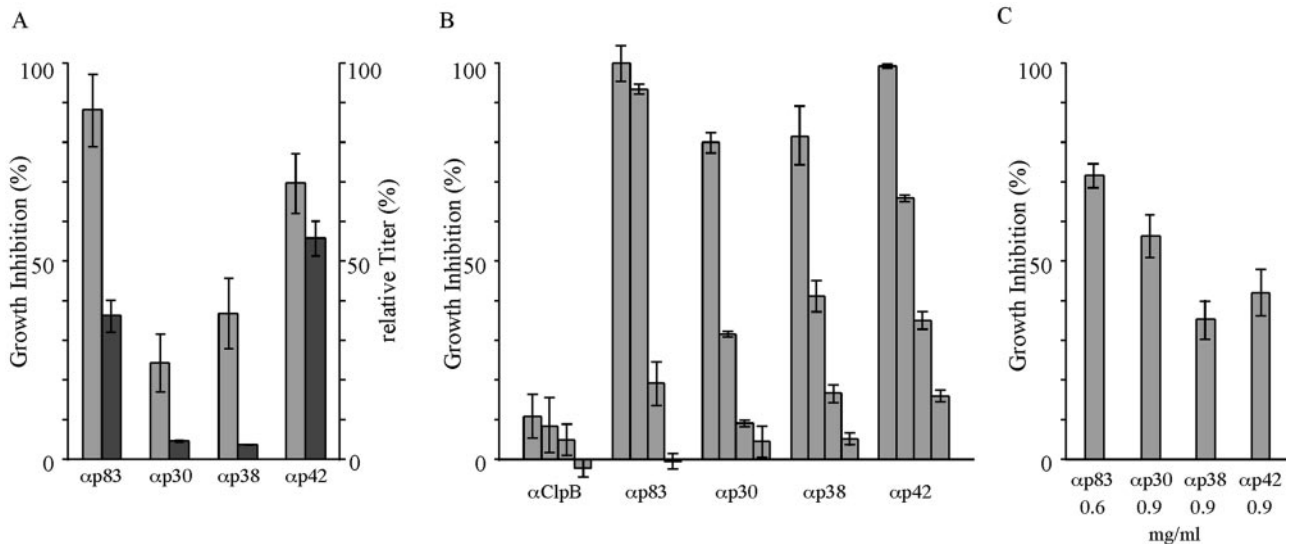 A
B
C
100
50
0
Growth Inhibition (%)
100
50
0
relative Titer (%)
αp83 αp30 αp38 αp42
100
50
0
Growth Inhibition (%)
αClpB αp83 αp30 αp38 αp42
100
50
0
Growth Inhibition (%)
αp83 αp30 αp38 αp42
0.6 0.9 0.9 0.9
mg/ml